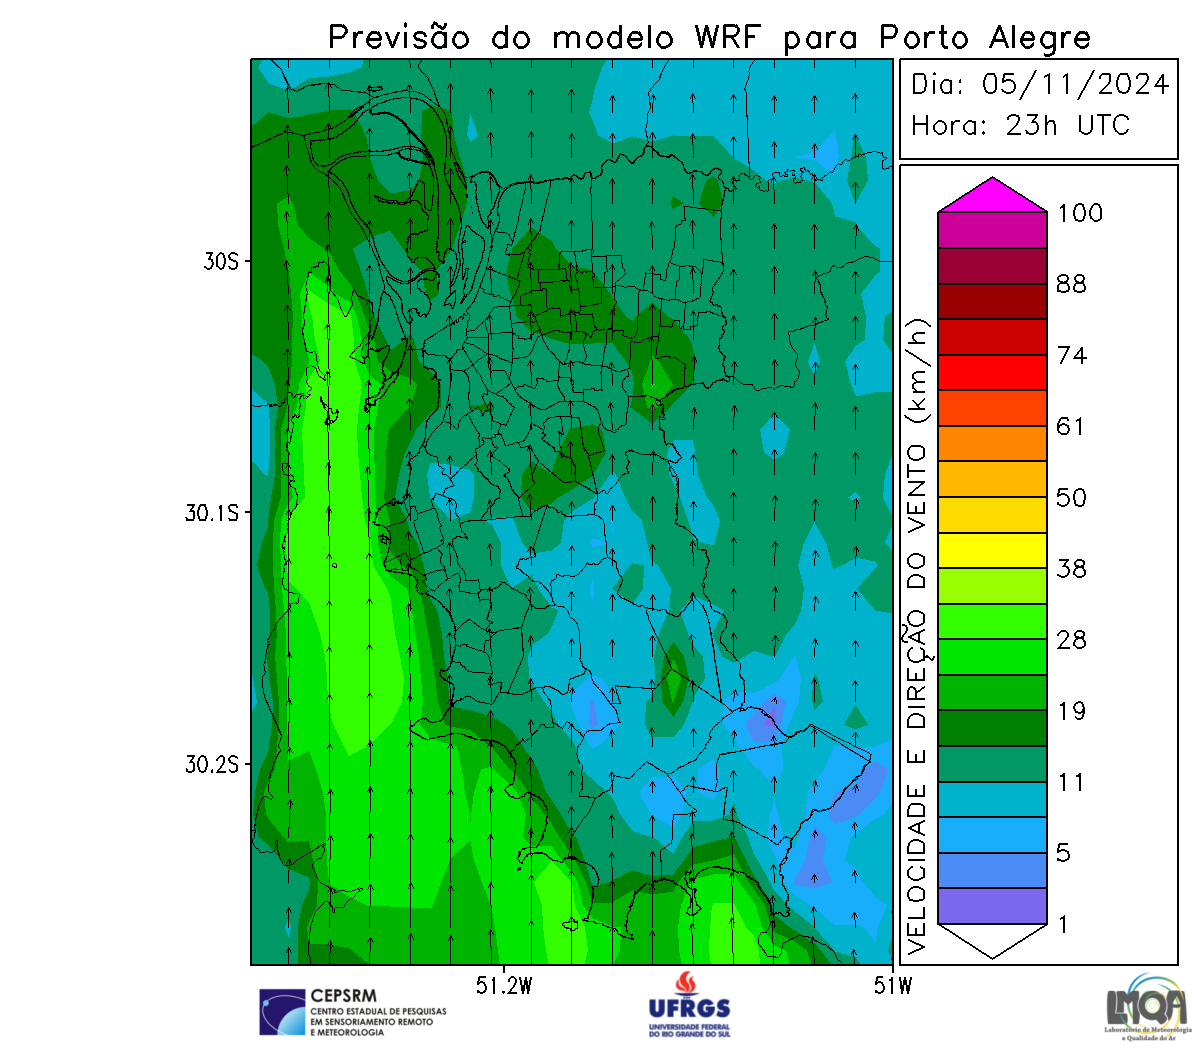 Previsão do modelo WRF para Porto Alegre
Dia: 05/11/2024
Hora: 23h UTC
30S
30.1S
30.2S
51.2W
51W
VELOCIDADE E DIREÇÃO DO VENTO (km/h)
100
88
74
61
50
38
28
19
11
5
1
CEPSRM
CENTRO ESTADUAL DE PESQUISAS
EM SENSORIAMENTO REMOTO
E METEOROLOGIA
UFRGS
UNIVERSIDADE FEDERAL
DO RIO GRANDE DO SUL
LMQA
Laboratório de Meteorologia
e Qualidade do Ar